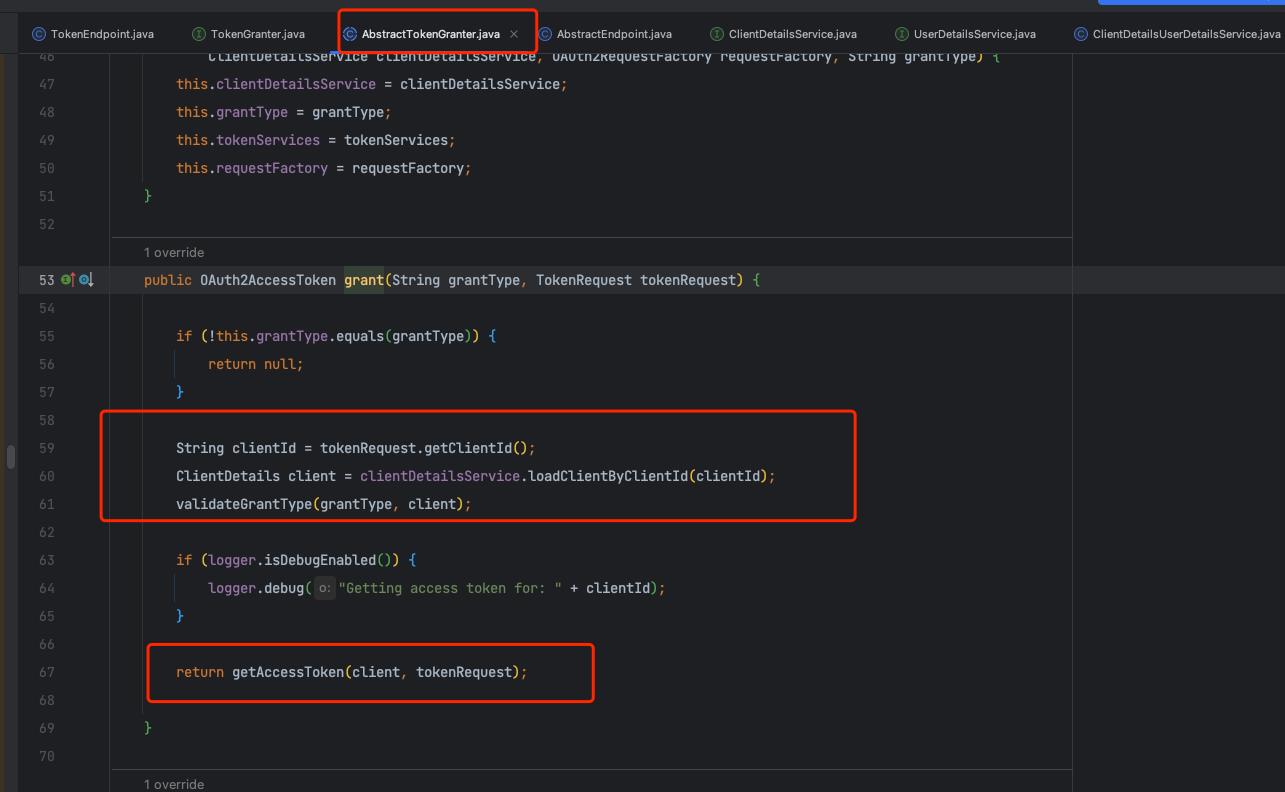 TokenEndpoint.java TokenGranter.java AbstractTokenGranter.java AbstractEndpoint.java ClientDetailsService.java UserDetailsService.java ClientDetailsUserDetailsService.java
46 ClientDetailsService clientDetailsService, OAuth2RequestFactory requestFactory, String grantType) {
47 this.clientDetailsService = clientDetailsService;
48 this.grantType = grantType;
49 this.tokenServices = tokenServices;
50 this.requestFactory = requestFactory;
51 }
52
1 override
53 public OAuth2AccessToken grant(String grantType, TokenRequest tokenRequest) {
54
55 if (!this.grantType.equals(grantType)) {
56 return null;
57 }
58
59 String clientId = tokenRequest.getClientId();
60 ClientDetails client = clientDetailsService.loadClientByClientId(clientId);
61 validateGrantType(grantType, client);
62
63 if (logger.isDebugEnabled()) {
64 logger.debug( o: "Getting access token for: " + clientId);
65 }
66
67 return getAccessToken(client, tokenRequest);
68
69 }
70
1 override